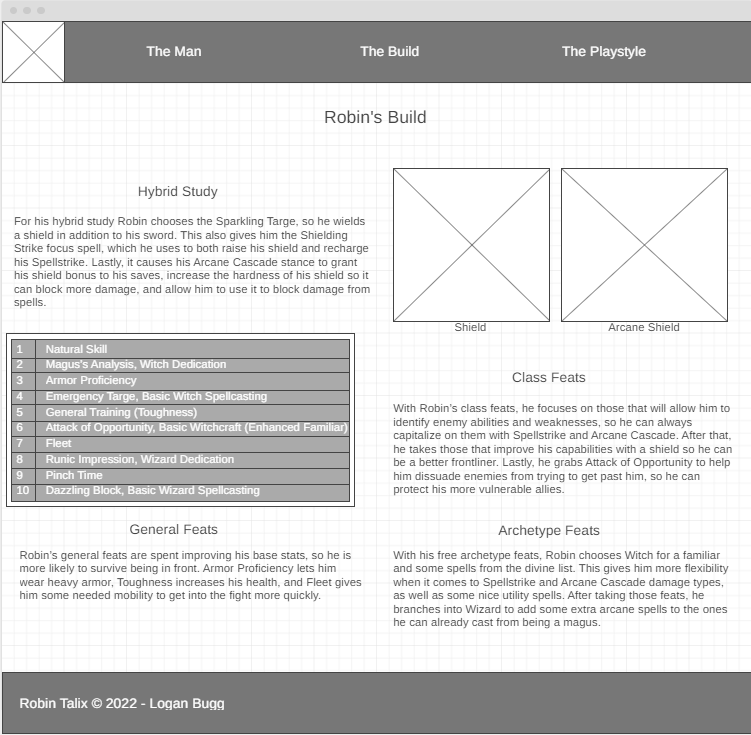 The Man
The Build
The Playstyle
Robin's Build
Hybrid Study
For his hybrid study Robin chooses the Sparkling Targe, so he wields
a shield in addition to his sword. This also gives him the Shielding
Strike focus spell, which he uses to both raise his shield and recharge
his Spellstrike. Lastly, it causes his Arcane Cascade stance to grant
his shield bonus to his saves, increase the hardness of his shield so it
can block more damage, and allow him to use it to block damage from
spells.
Shield
Arcane Shield
1 Natural Skill
2 Magus's Analysis, Witch Dedication
3 Armor Proficiency
4 Emergency Targe, Basic Witch Spellcasting
5 General Training (Toughness)
6 Attack of Opportunity, Basic Witchcraft (Enhanced Familiar)
7 Fleet
8 Runic Impression, Wizard Dedication
9 Pinch Time
10 Dazzling Block, Basic Wizard Spellcasting
Class Feats
With Robin's class feats, he focuses on those that will allow him to
identify enemy abilities and weaknesses, so he can always
capitalize on them with Spellstrike and Arcane Cascade. After that,
he takes those that improve his capabilities with a shield so he can
be a better frontliner. Lastly, he grabs Attack of Opportunity to help
him dissuade enemies from trying to get past him, so he can
protect his more vulnerable allies.
General Feats
Robin's general feats are spent improving his base stats, so he is
more likely to survive being in front. Armor Proficiency lets him
wear heavy armor, Toughness increases his health, and Fleet gives
him some needed mobility to get into the fight more quickly.
Archetype Feats
With his free archetype feats, Robin chooses Witch for a familiar
and some spells from the divine list. This gives him more flexibility
when it comes to Spellstrike and Arcane Cascade damage types,
as well as some nice utility spells. After taking those feats, he
branches into Wizard to add some extra arcane spells to the ones
he can already cast from being a magus.
Robin Talix © 2022 - Logan Bugg